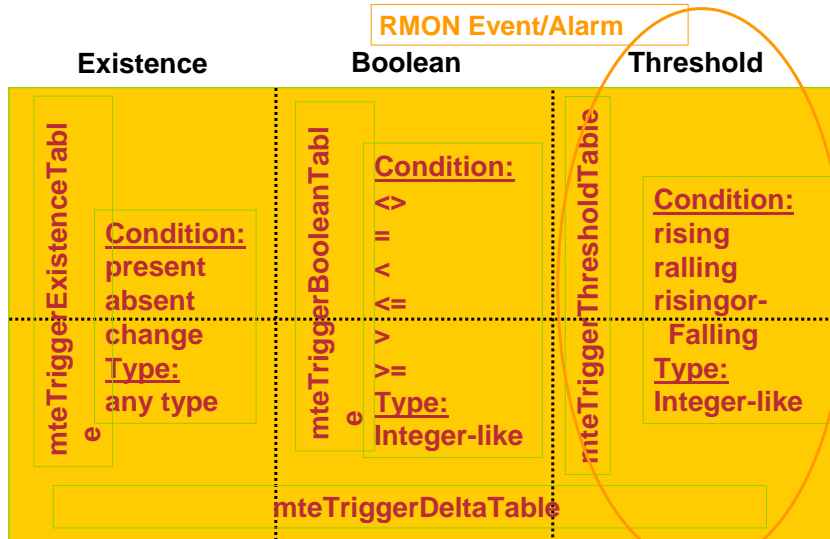 RMON Event/Alarm
Existence
Boolean
Threshold
mteTriggerExistenceTabl
e
Condition:
present
absent
change
Type:
any type
mteTriggerBooleanTabl
e
Condition:
<>
=
<
<=
>
>=
Type:
Integer-like
mteTriggerThresholdTable
Condition:
rising
ralling
risingor-
Falling
Type:
Integer-like
mteTriggerDeltaTable